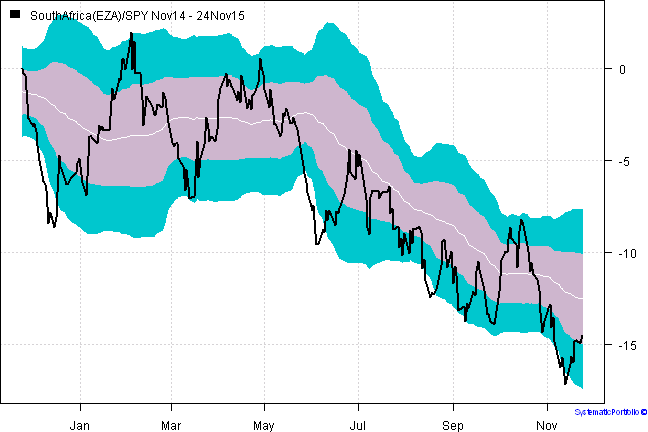 SouthAfrica(EZA)/SPY Nov14 - 24Nov15
0
-5
-10
-15
Jan Mar May Jul Sep Nov
SystematicPortfolio ©